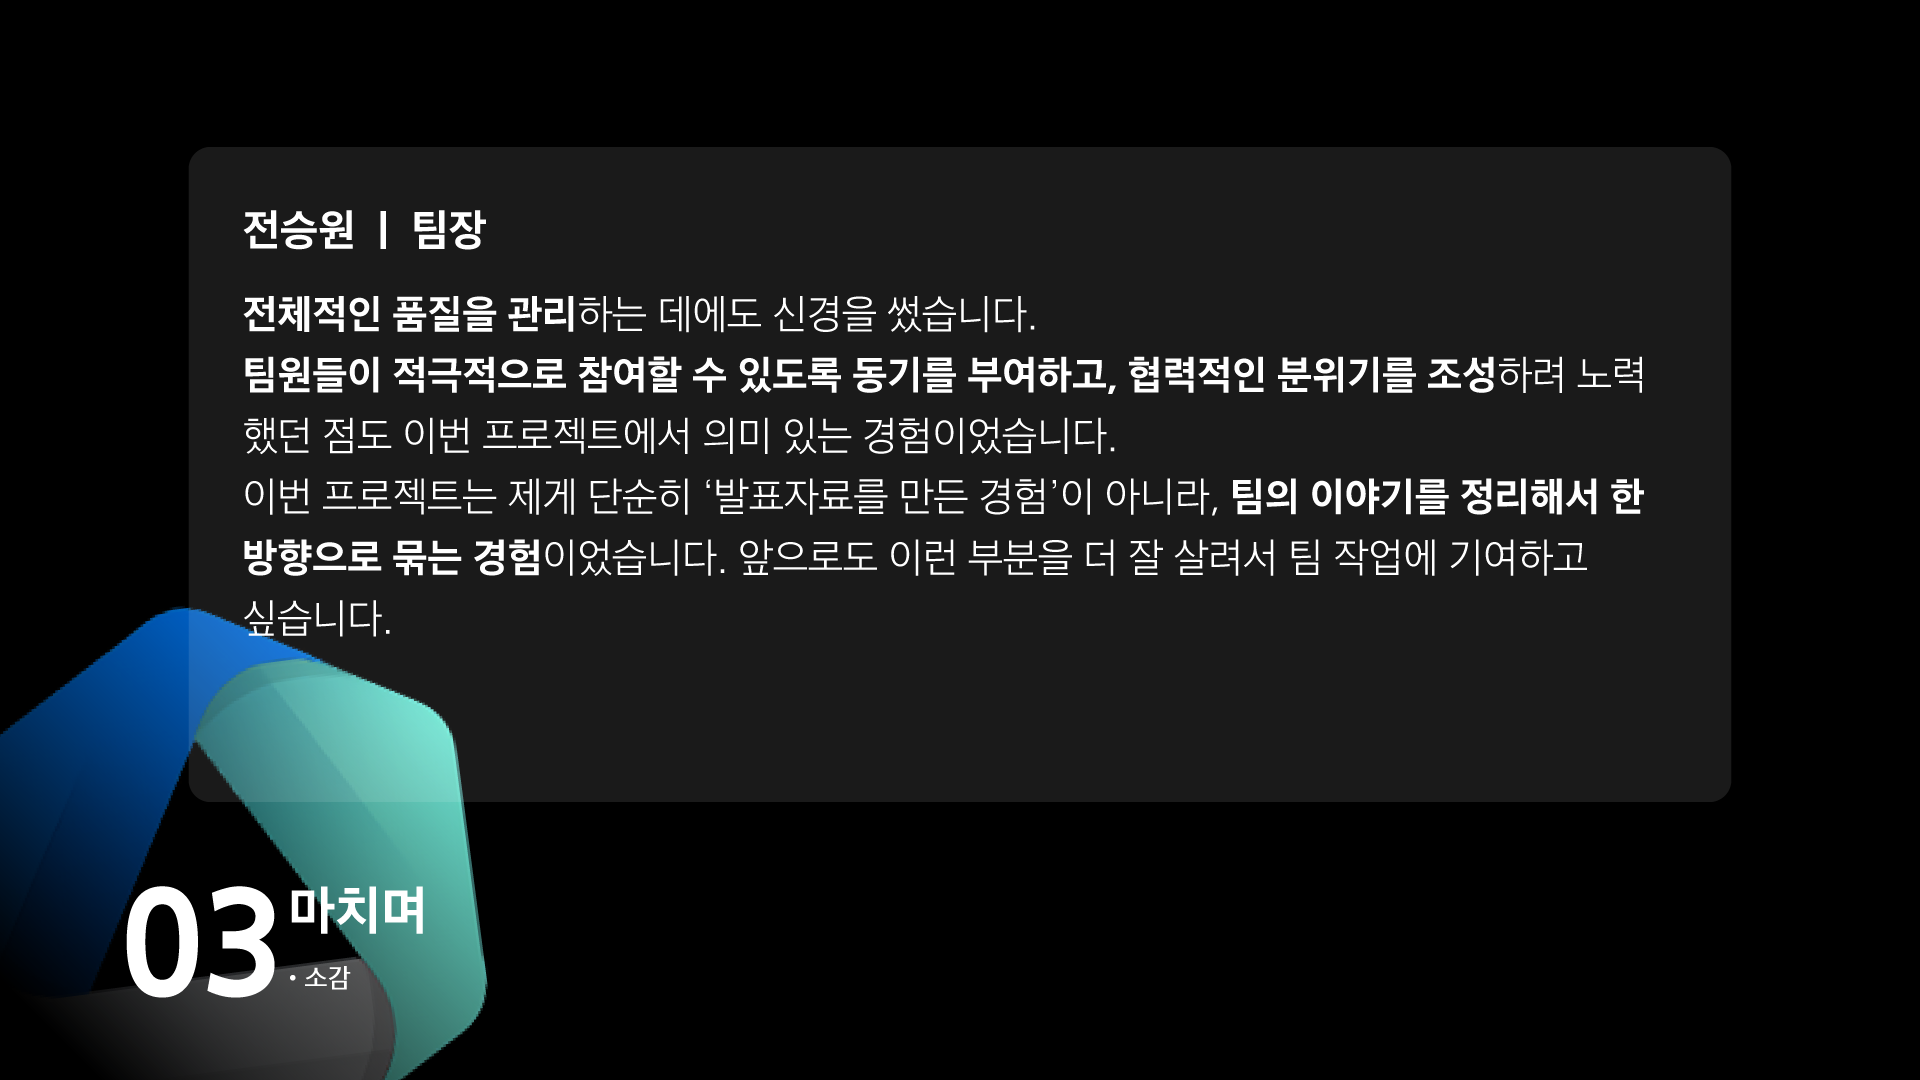 전승원 | 팀장
전체적인 품질을 관리하는 데에도 신경을 썼습니다.
팀원들이 적극적으로 참여할 수 있도록 동기를 부여하고, 협력적인 분위기를 조성하려 노력
했던 점도 이번 프로젝트에서 의미 있는 경험이었습니다.
이번 프로젝트는 제게 단순히 ‘발표자료를 만든 경험’이 아니라, 팀의 이야기를 정리해서 한
방향으로 묶는 경험이었습니다. 앞으로도 이런 부분을 더 잘 살려서 팀 작업에 기여하고
싶습니다.
03 마치며
• 소감